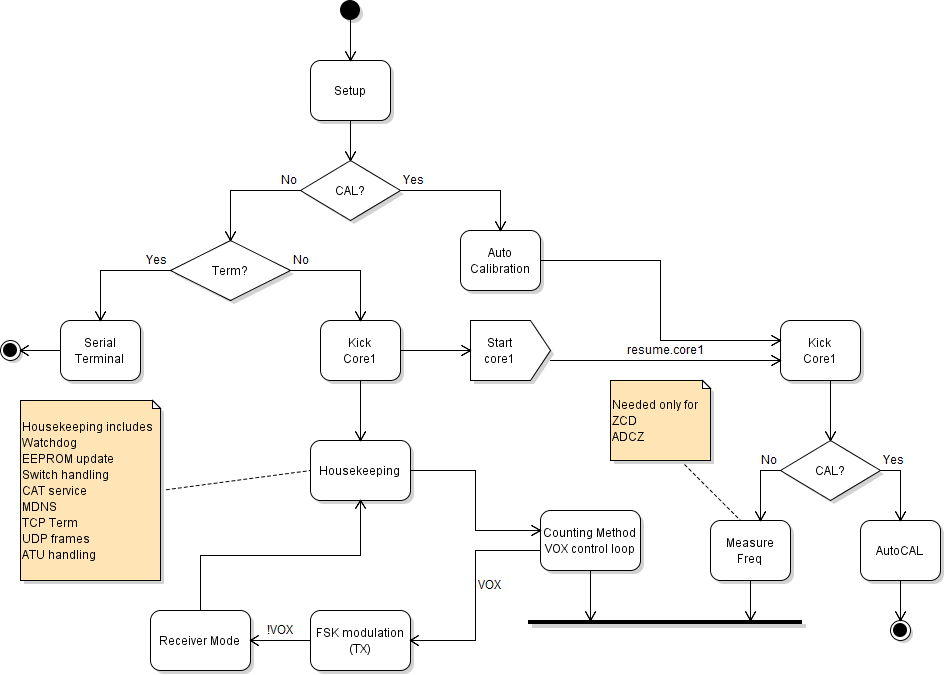 Setup
CAL?
No
Yes
Auto
Calibration
Term?
Yes
No
Serial
Terminal
Kick
Core1
Start
core1
resume.core1
Kick
Core1
Housekeeping includes
Watchdog
EEPROM update
Switch handling
CAT service
MDNS
TCP Term
UDP frames
ATU handling
Housekeeping
Needed only for
ZCD
ADCZ
CAL?
No
Yes
Counting Method
VOX control loop
Measure
Freq
AutoCAL
VOX
Receiver Mode
!VOX
FSK modulation
(TX)